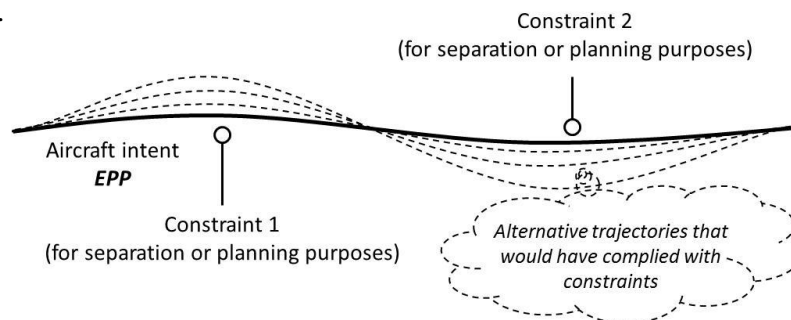 Constraint 2
(for separation or planning purposes)
Aircraft intent
EPP
Constraint 1
(for separation or planning purposes)
Alternative trajectories that
would have complied with
constraints